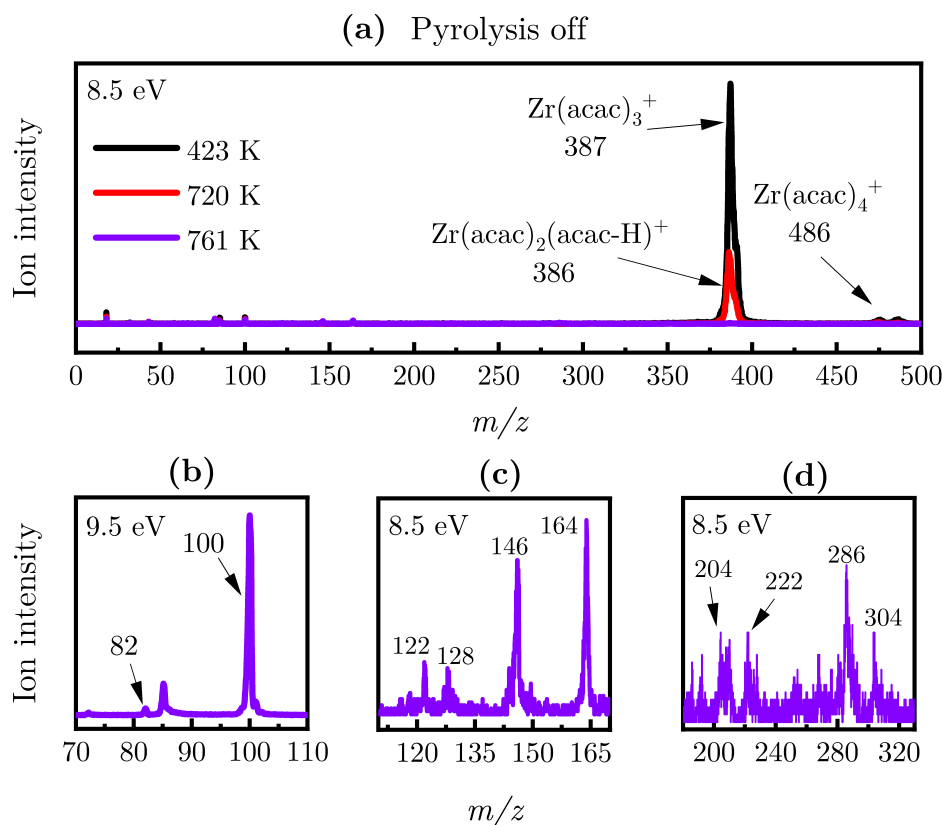 (a) Pyrolysis off
8.5 eV
423 K
720 K
761 K
Zr(acac)₃⁺
387
Zr(acac)₂(acac-H)⁺
386
Zr(acac)₄⁺
486
Ion intensity
0 50 100 150 200 250 300 350 400 450 500
m/z
(b)
9.5 eV
100
82
Ion intensity
70 80 90 100 110
(c)
8.5 eV
122
128
146
164
120 135 150 165
(d)
8.5 eV
204
222
286
304
200 240 280 320
m/z